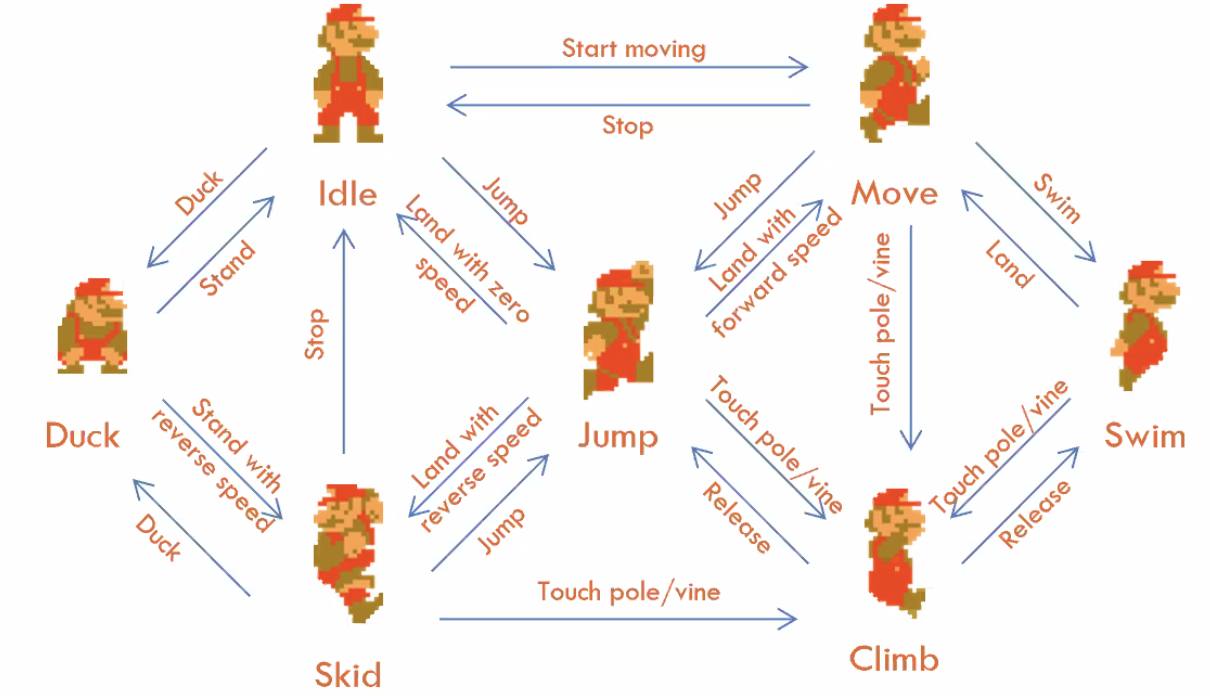 Start moving
Stop
Idle
Move
Duck
Stand
Jump
Land with zero
speed
Jump
Land with
forward speed
Swim
Land
Touch pole/vine
Stop
Duck
Jump
Swim
Stand with
reverse speed
Duck
Land with
reverse speed
Jump
Touch pole/vine
Release
Touch pole/vine
Release
Touch pole/vine
Skid
Climb